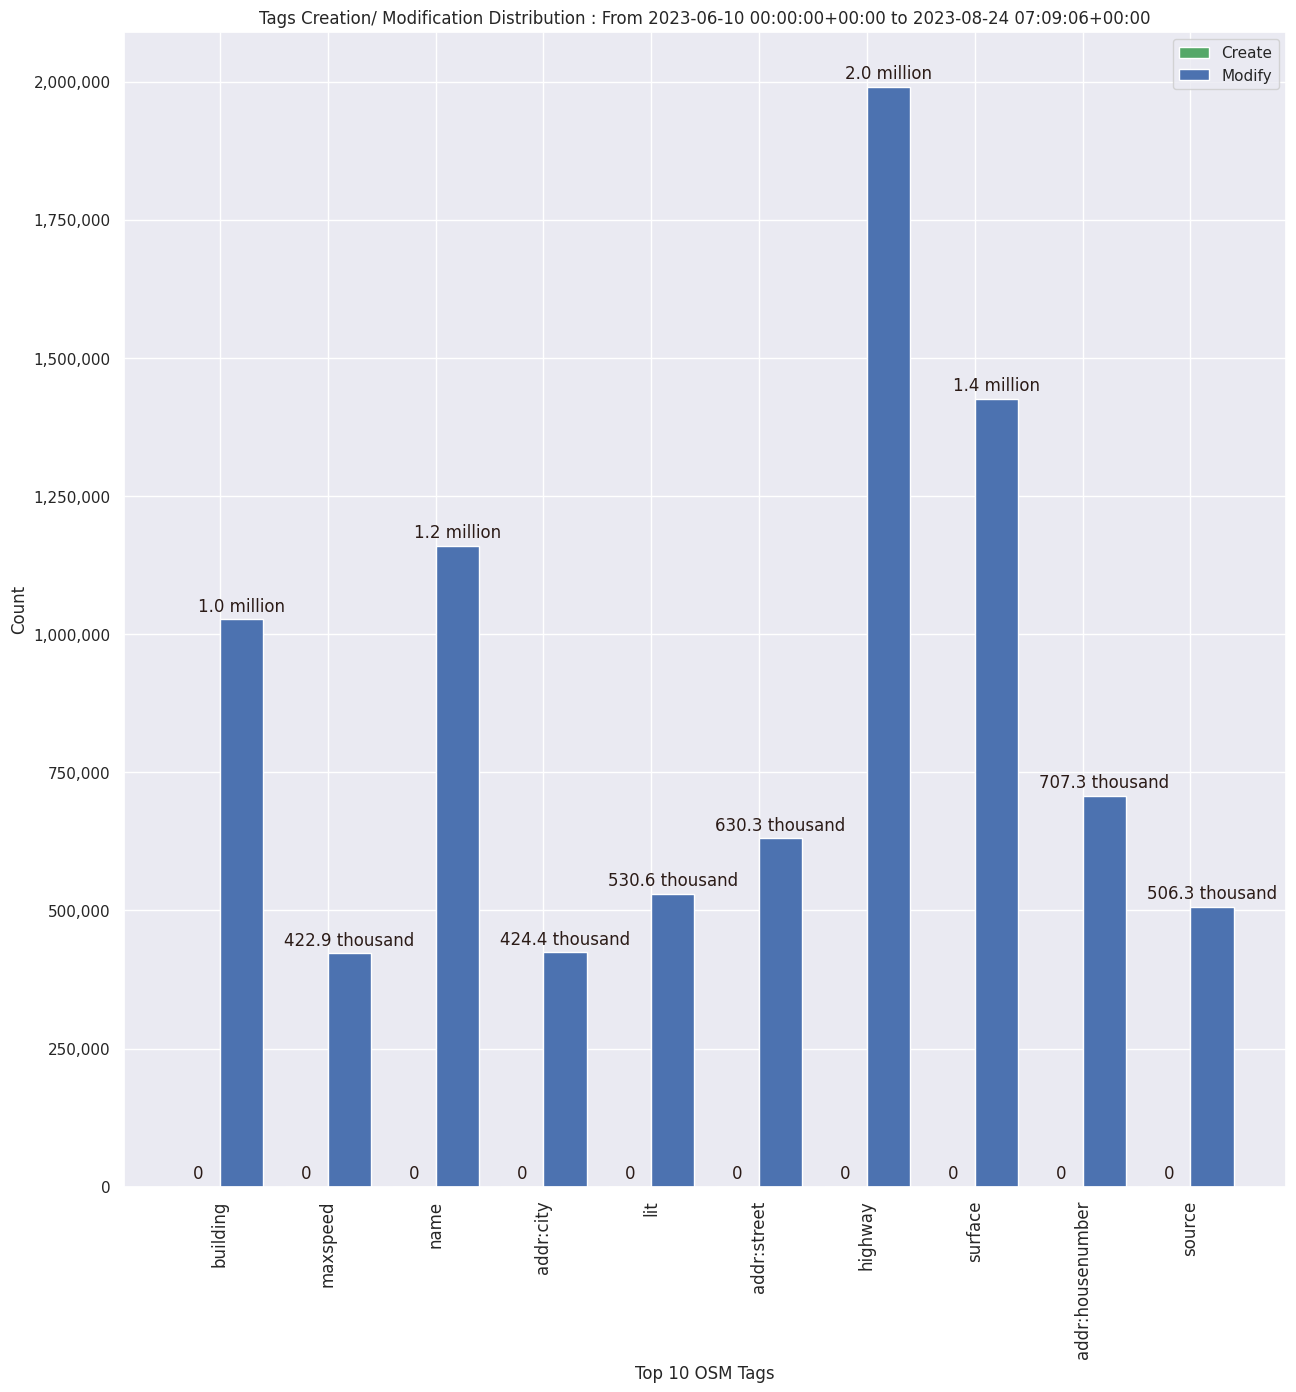 Tags Creation/ Modification Distribution : From 2023-06-10 00:00:00+00:00 to 2023-08-24 07:09:06+00:00
Create
Modify
2,000,000
1,750,000
1,500,000
1,250,000
1,000,000
750,000
500,000
250,000
0
Count
1.0 million
422.9 thousand
1.2 million
424.4 thousand
530.6 thousand
630.3 thousand
2.0 million
1.4 million
707.3 thousand
506.3 thousand
0
0
0
0
0
0
0
0
0
0
building
maxspeed
name
addr:city
lit
addr:street
highway
surface
addr:housenumber
source
Top 10 OSM Tags